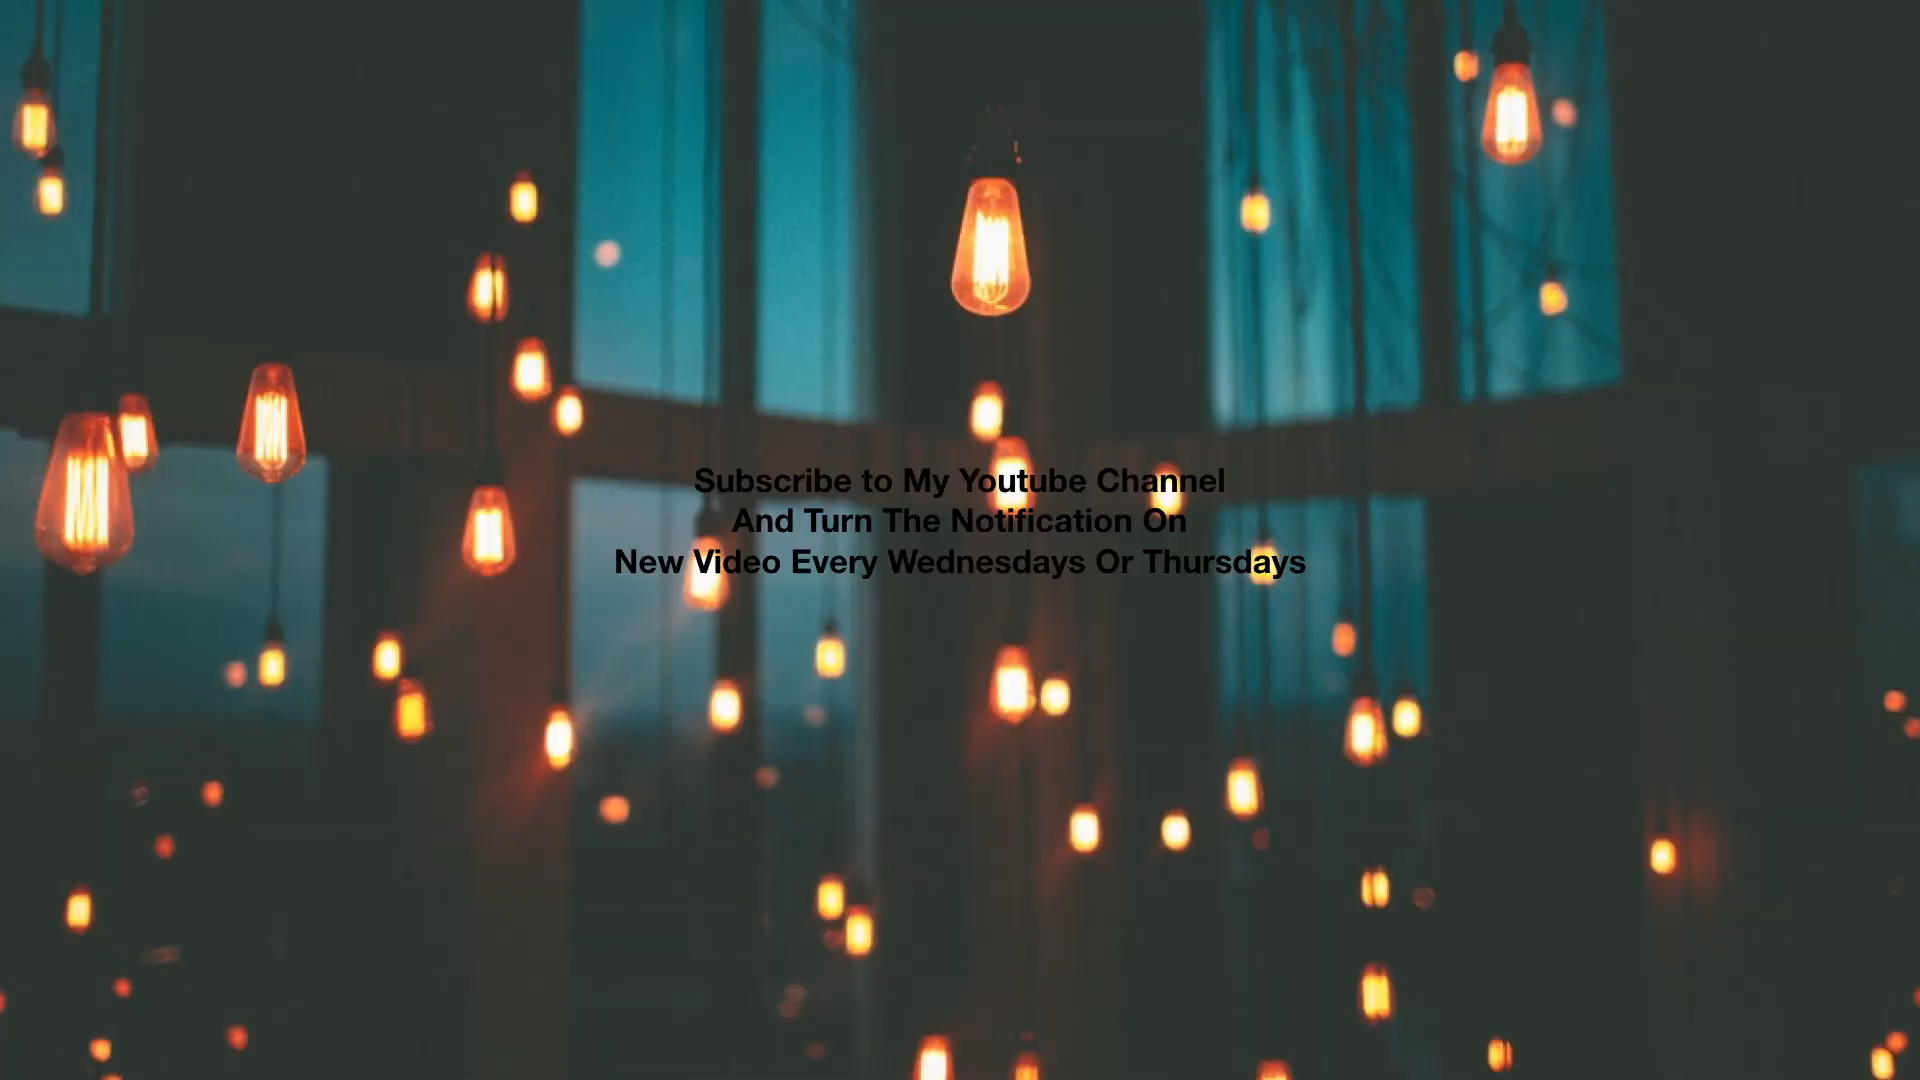 Subscribe to My Youtube Channel
And Turn The Notification On
New Video Every Wednesdays Or Thursdays